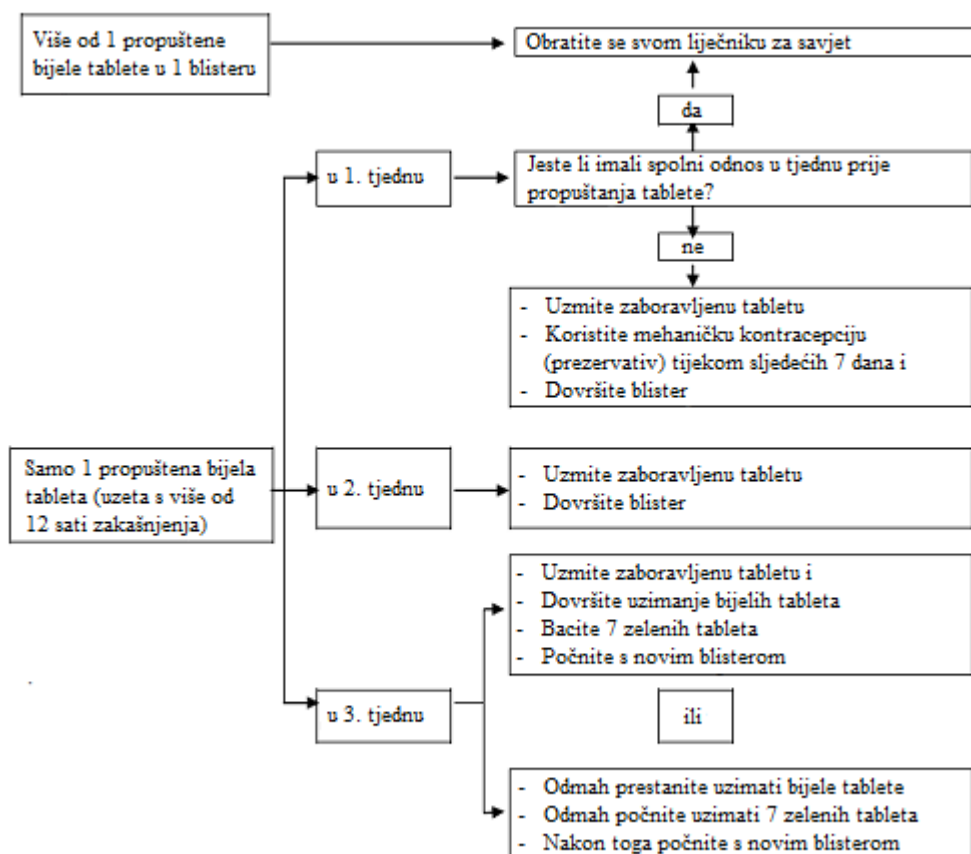 Više od 1 propuštene
bijele tablete u 1 blisteru
Obratite se svom liječniku za savjet
da
u 1. tjednu
Jeste li imali spolni odnos u tjednu prije
propuštanja tablete?
ne
- Uzmite zaboravljenu tabletu
- Koristite mehaničku kontracepciju
(prezervativ) tijekom sljedećih 7 dana i
- Dovršite blister
Samo 1 propuštena bijela
tableta (uzeta s više od
12 sati zakašnjenja)
u 2. tjednu
- Uzmite zaboravljenu tabletu
- Dovršite blister
- Uzmite zaboravljenu tabletu i
- Dovršite uzimanje bijelih tableta
- Bacite 7 zelenih tableta
- Počnite s novim blisterom
u 3. tjednu
ili
- Odmah prestanite uzimati bijele tablete
- Odmah počnite uzimati 7 zelenih tableta
- Nakon toga počnite s novim blisterom